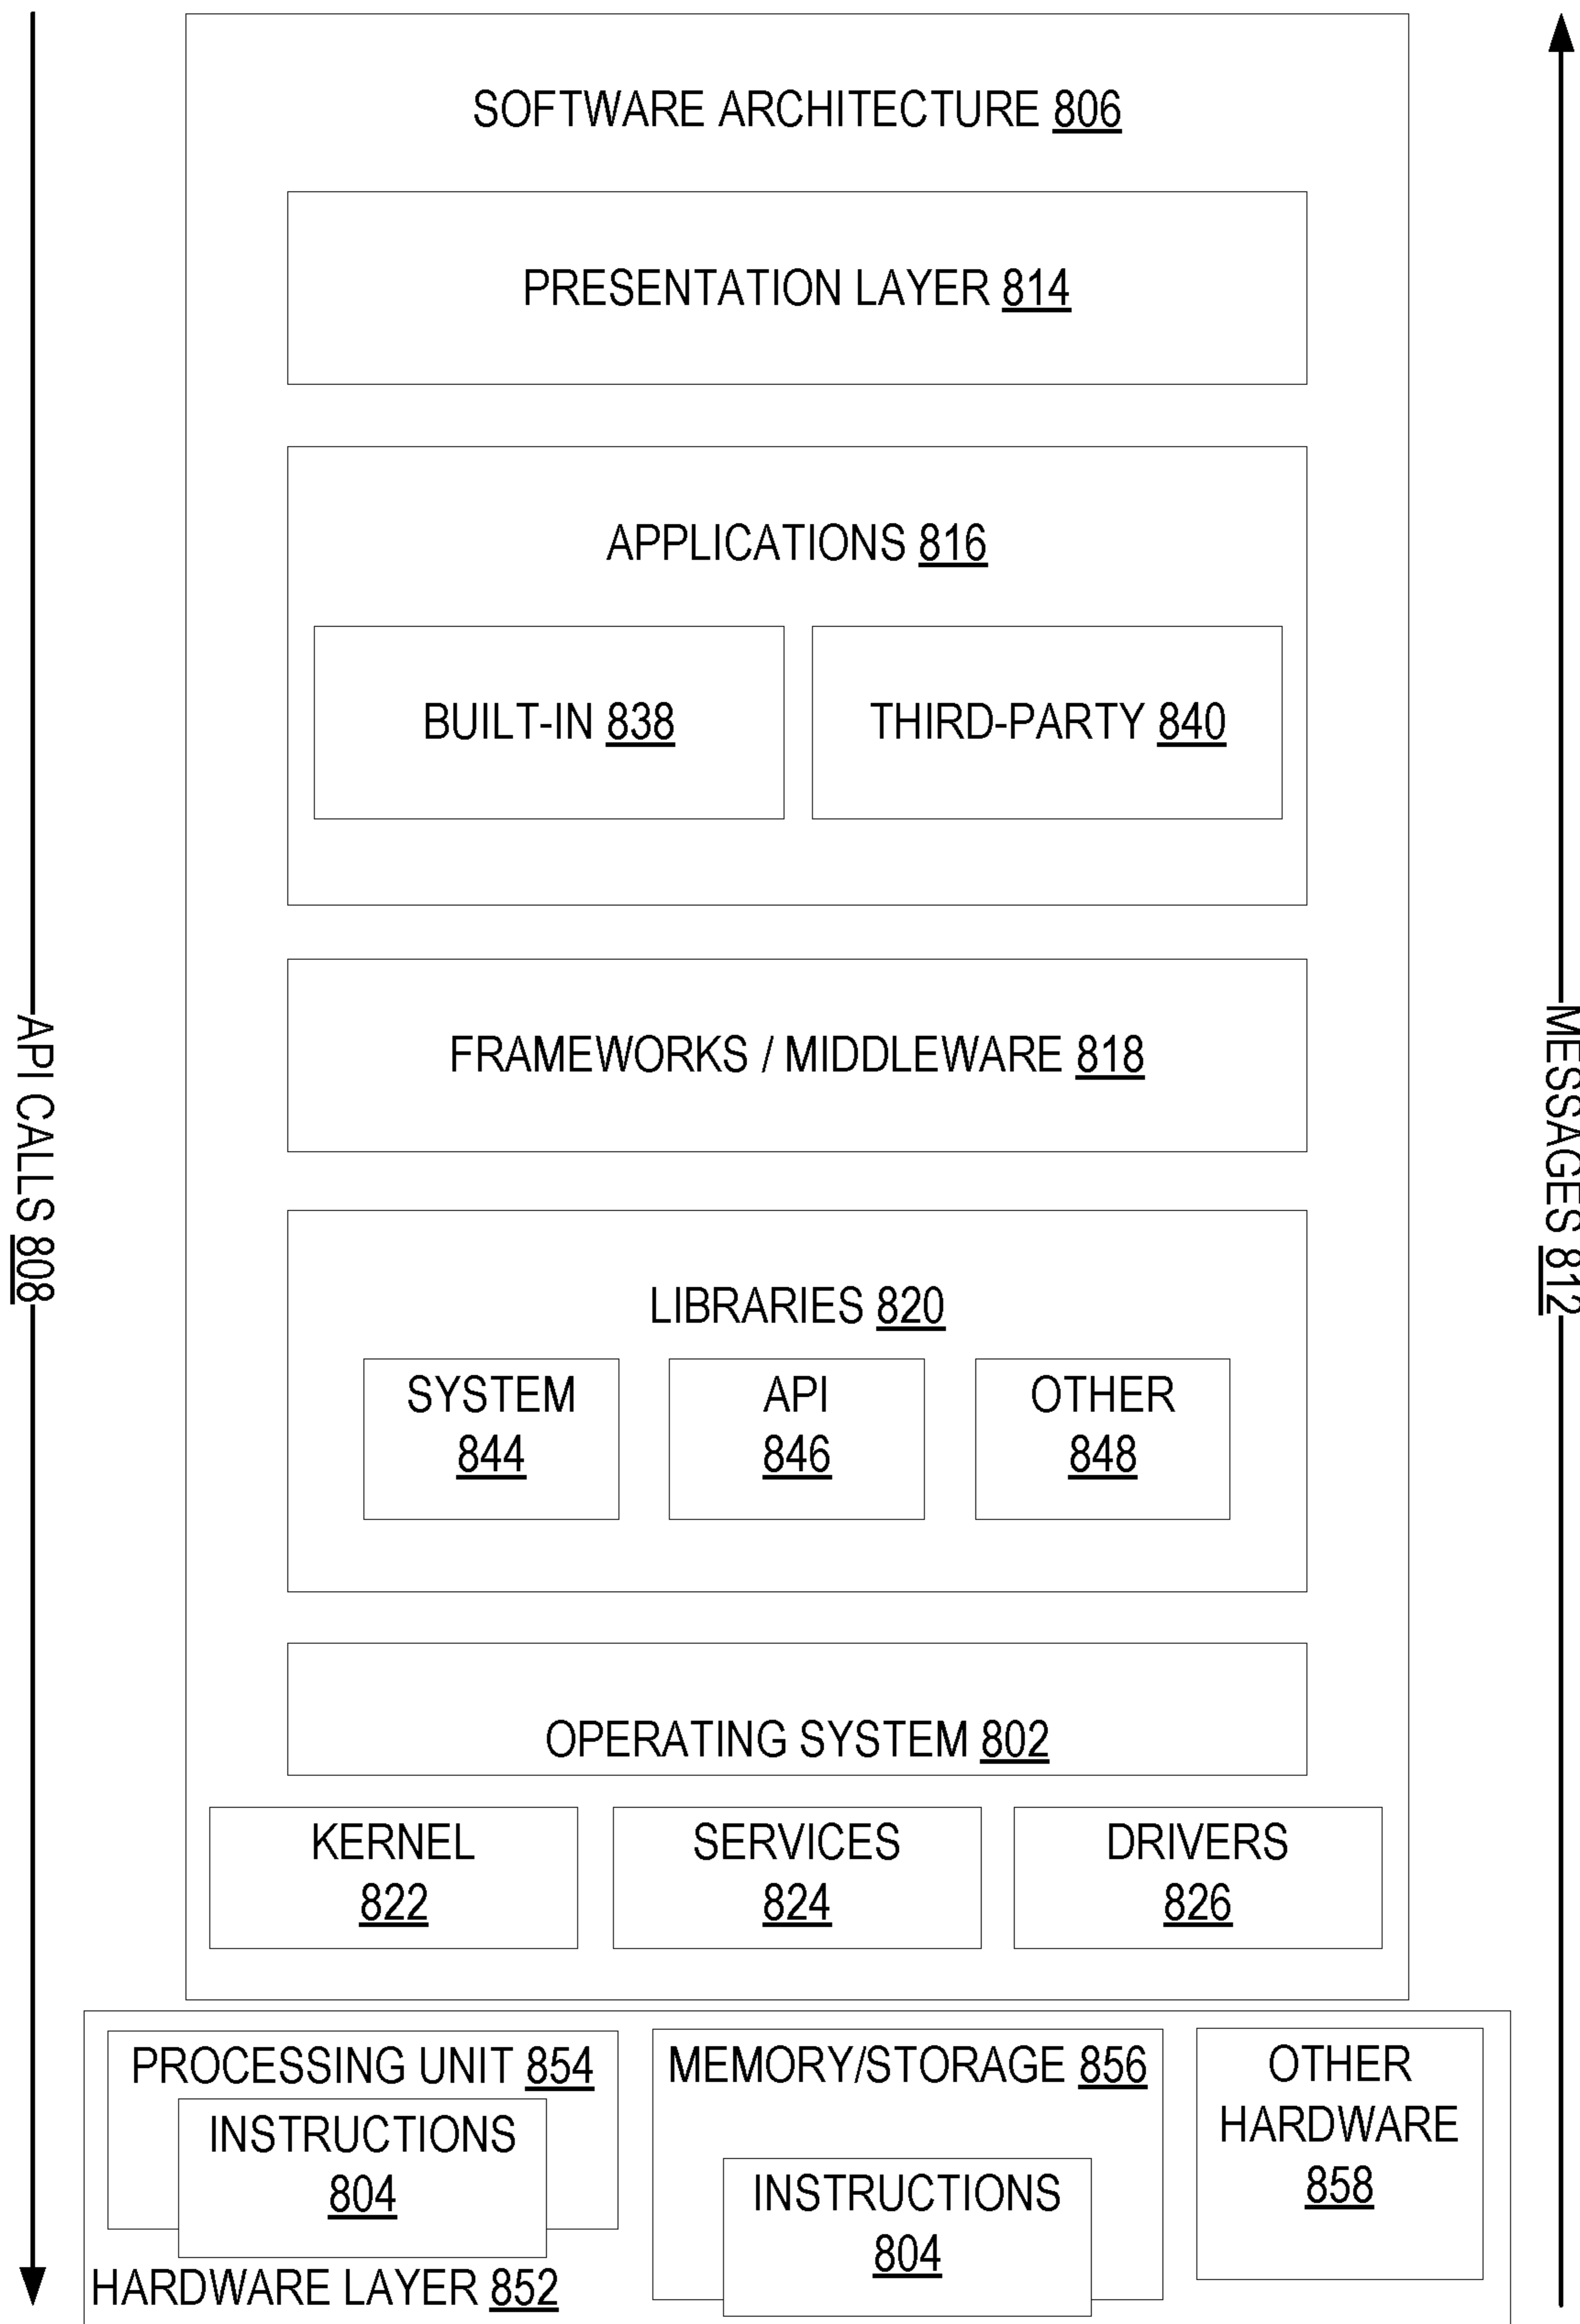 SOFTWARE ARCHITECTURE 806
PRESENTATION LAYER 814
APPLICATIONS 816
BUILT-IN 838
THIRD-PARTY 840
FRAMEWORKS / MIDDLEWARE 818
API CALLS 808
MESSAGES 812
LIBRARIES 820
SYSTEM
844
API
846
OTHER
848
OPERATING SYSTEM 802
KERNEL
822
SERVICES
824
DRIVERS
826
PROCESSING UNIT 854
INSTRUCTIONS
804
MEMORY/STORAGE 856
INSTRUCTIONS
804
OTHER
HARDWARE
858
HARDWARE LAYER 852